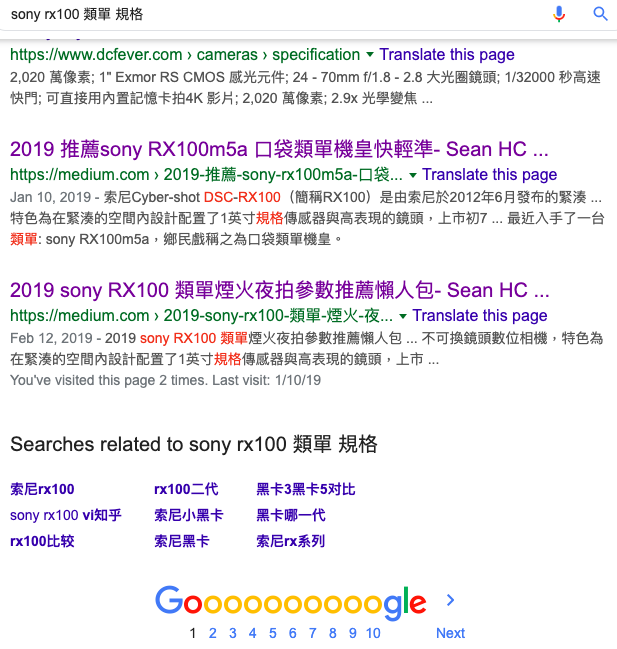 sony rx100 類單 規格
https://www.dcfever.com › cameras › specification ▾ Translate this page
2,020 萬像素; 1" Exmor RS CMOS 感光元件; 24 - 70mm f/1.8 - 2.8 大光圈鏡頭; 1/32000 秒高速
快門; 可直接用內置記憶卡拍4K 影片; 2,020 萬像素; 2.9x 光學變焦 ...
2019 推薦sony RX100m5a 口袋類單機皇快輕準- Sean HC ...
https://medium.com › 2019-推薦-sony-rx100m5a-口袋... ▾ Translate this page
Jan 10, 2019 - 索尼Cyber-shot DSC-RX100（簡稱RX100）是由索尼於2012年6月發布的緊湊 ...
特色為在緊湊的空間內設計配置了1英寸規格傳感器與高表現的鏡頭，上市初7 ... 最近入手了一台
類單: sony RX100m5a，鄉民戲稱之為口袋類單機皇。
2019 sony RX100 類單煙火夜拍參數推薦懶人包- Sean HC ...
https://medium.com › 2019-sony-rx100-類單-煙火-夜... ▾ Translate this page
Feb 12, 2019 - 2019 sony RX100 類單煙火夜拍參數推薦懶人包 ... 不可換鏡頭數位相機，特色為
在緊湊的空間內設計配置了1英寸規格傳感器與高表現的鏡頭，上市 ...
You've visited this page 2 times. Last visit: 1/10/19
Searches related to sony rx100 類單 規格
索尼rx100 rx100二代 黑卡3黑卡5对比
sony rx100 vi知乎 索尼小黑卡 黑卡哪一代
rx100比较 索尼黑卡 索尼rx系列
Goooooooooogle >
1 2 3 4 5 6 7 8 9 10 Next